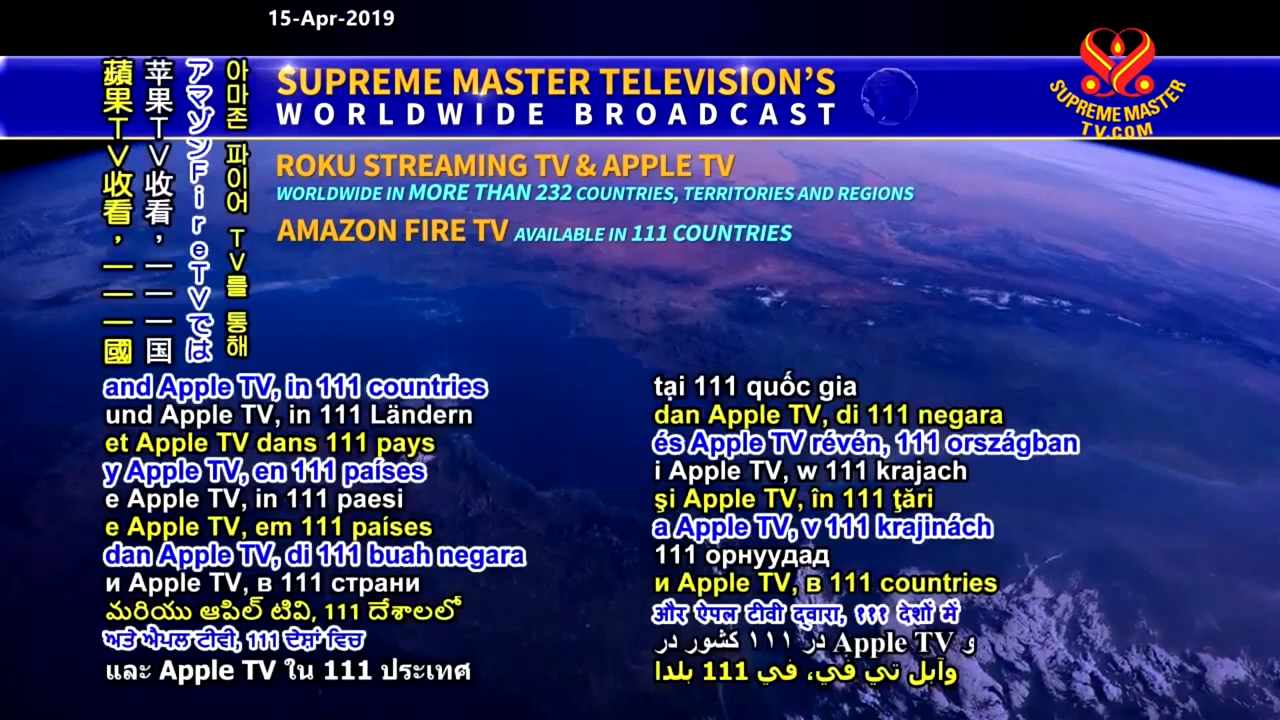 15-Apr-2019
SUPREME MASTER TELEVISION'S
WORLDWIDE BROADCAST
SUPREME MASTER
TV.COM
ROKU STREAMING TV & APPLE TV
WORLDWIDE IN MORE THAN 232 COUNTRIES, TERRITORIES AND REGIONS
AMAZON FIRE TV AVAILABLE IN 111 COUNTRIES
蘋果TV收看，一一一國
苹果TV收看，一一一国
アマゾンFireTVでは
아마존 파이어 TV를 통해
and Apple TV, in 111 countries
und Apple TV, in 111 Ländern
et Apple TV dans 111 pays
y Apple TV, en 111 países
e Apple TV, in 111 paesi
e Apple TV, em 111 países
dan Apple TV, di 111 buah negara
и Apple TV, в 111 страни
మరియు ఆపిల్ టివి, 111 దేశాలలో
ਅਤੇ ਐਪਲ ਟੀਵੀ, 111 ਦੇਸ਼ਾਂ ਵਿਚ
และ Apple TV ใน 111 ประเทศ
tại 111 quốc gia
dan Apple TV, di 111 negara
és Apple TV révén, 111 országban
i Apple TV, w 111 krajach
şi Apple TV, în 111 ţări
a Apple TV, v 111 krajinách
111 орнуудад
и Apple TV, в 111 countries
और ऐपल टीवी द्वारा, १११ देशों में
و Apple TV در ۱۱۱ کشور در
وآبل تي في، في 111 بلدا